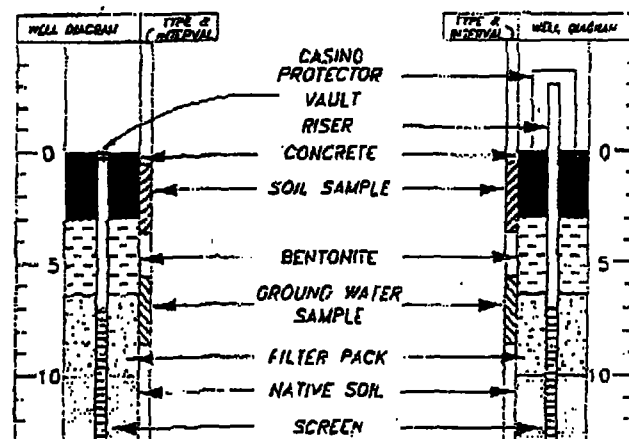 WELL DIAGRAM
TYPE & INTERVAL
TYPE & INTERVAL
WELL DIAGRAM
CASING
PROTECTOR
VAULT
RISER
0 CONCRETE 0
SOIL SAMPLE
5 BENTONITE 5
GROUND WATER
SAMPLE
FILTER PACK
10 NATIVE SOIL 10
SCREEN